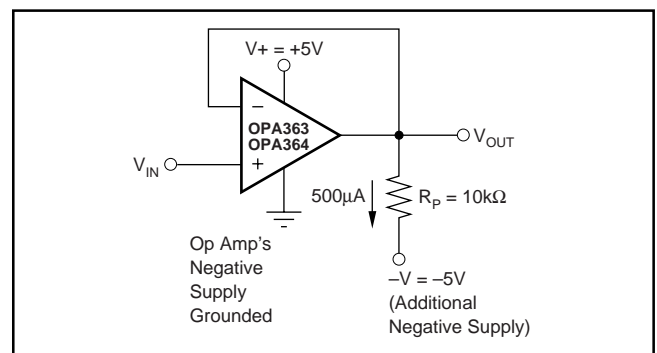 V+ = +5V
−
OPA363
OPA364
+
V_IN
V_OUT
500µA
R_P = 10kΩ
Op Amp's
Negative
Supply
Grounded
–V = –5V
(Additional
Negative Supply)